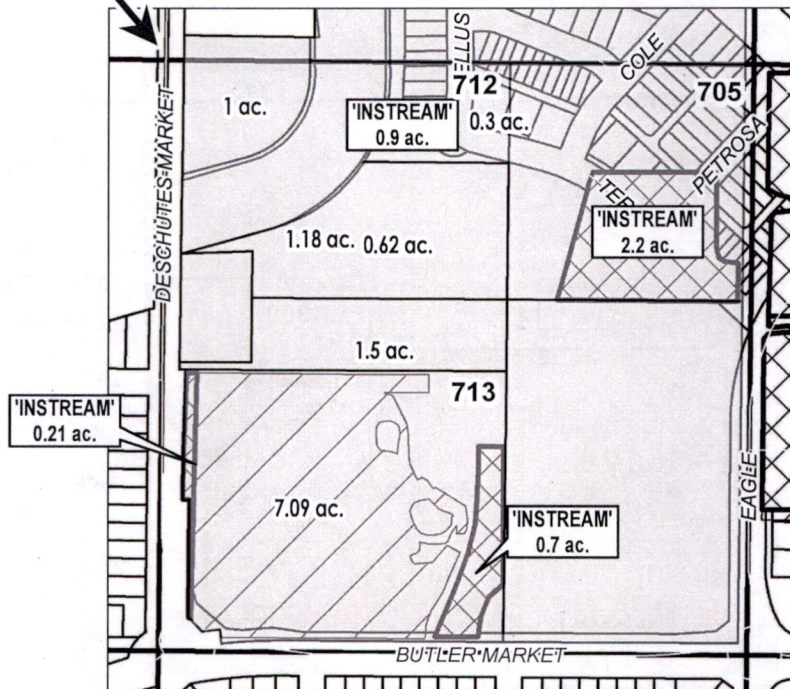 ELLUS
COLE
712
705
1 ac.
'INSTREAM'
0.9 ac.
0.3 ac.
PETROSA
TER
DESCHUTES MARKET
'INSTREAM'
2.2 ac.
1.18 ac. 0.62 ac.
1.5 ac.
713
'INSTREAM'
0.21 ac.
7.09 ac.
EAGLE
'INSTREAM'
0.7 ac.
BUTLER MARKET